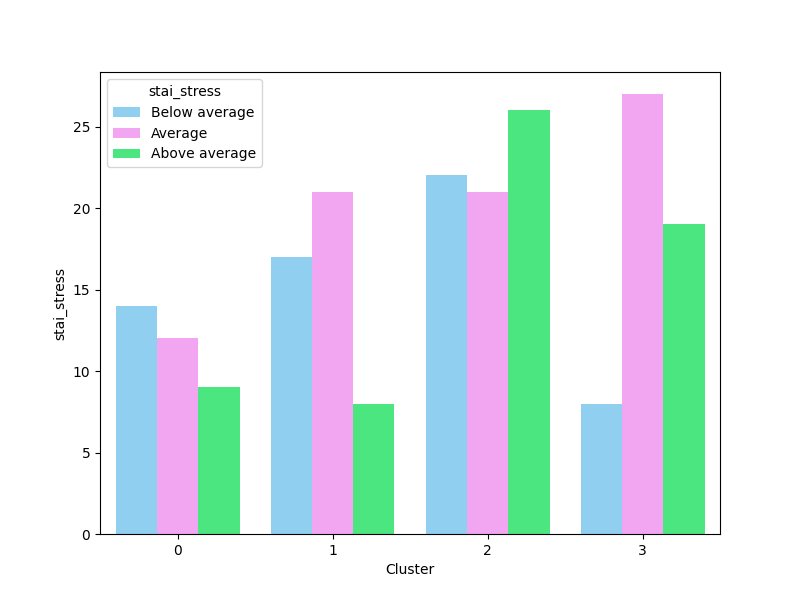 stai_stress
Below average
Average
Above average
stai_stress
25
20
15
10
5
0
0 1 2 3
Cluster